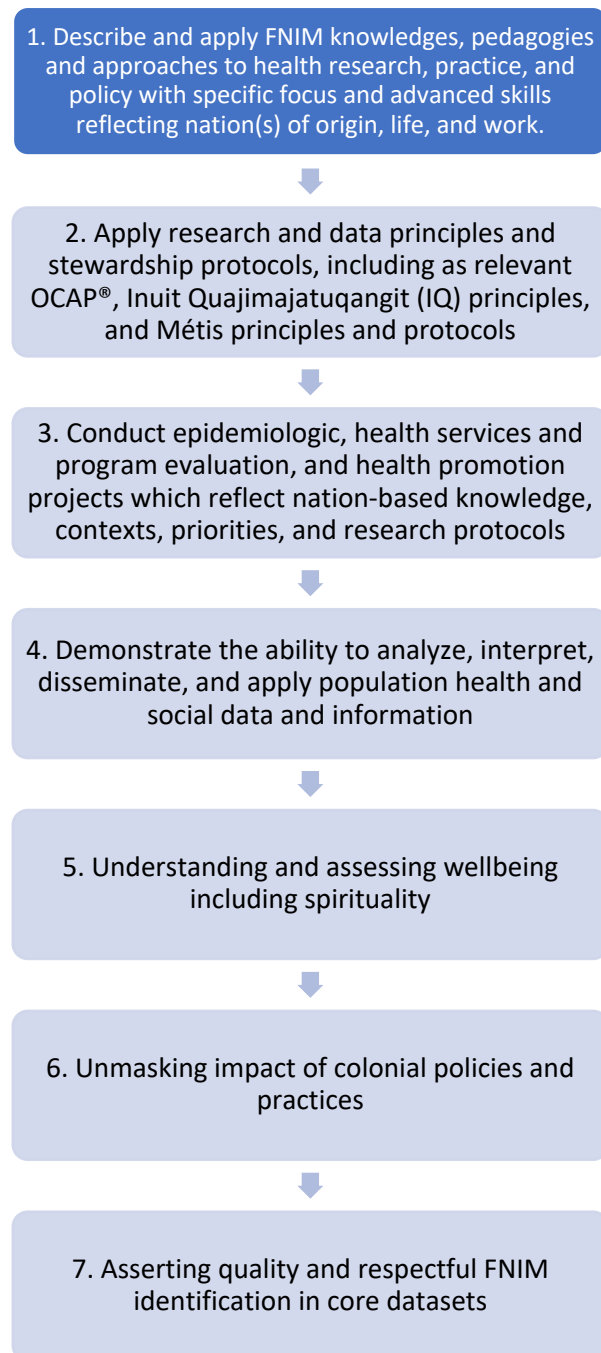 1. Describe and apply FNIM knowledges, pedagogies
and approaches to health research, practice, and
policy with specific focus and advanced skills
reflecting nation(s) of origin, life, and work.
2. Apply research and data principles and
stewardship protocols, including as relevant
OCAP®, Inuit Quajimajatuqangit (IQ) principles,
and Métis principles and protocols
3. Conduct epidemiologic, health services and
program evaluation, and health promotion
projects which reflect nation-based knowledge,
contexts, priorities, and research protocols
4. Demonstrate the ability to analyze, interpret,
disseminate, and apply population health and
social data and information
5. Understanding and assessing wellbeing
including spirituality
6. Unmasking impact of colonial policies and
practices
7. Asserting quality and respectful FNIM
identification in core datasets